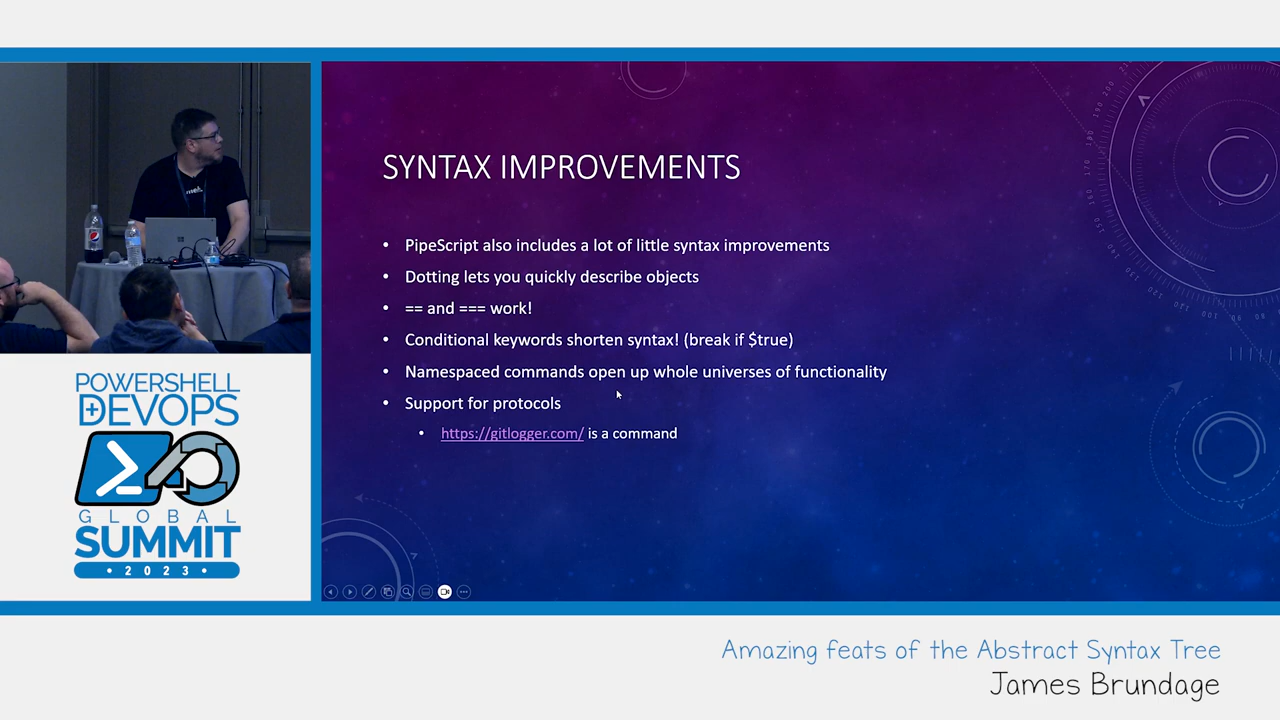 SYNTAX IMPROVEMENTS
• PipeScript also includes a lot of little syntax improvements
• Dotting lets you quickly describe objects
• == and === work!
• Conditional keywords shorten syntax! (break if $true)
• Namespaced commands open up whole universes of functionality
• Support for protocols
• https://gitlogger.com/ is a command
POWERSHELL
+DEVOPS
GLOBAL
SUMMIT
• 2023 •
Amazing feats of the Abstract Syntax Tree
James Brundage